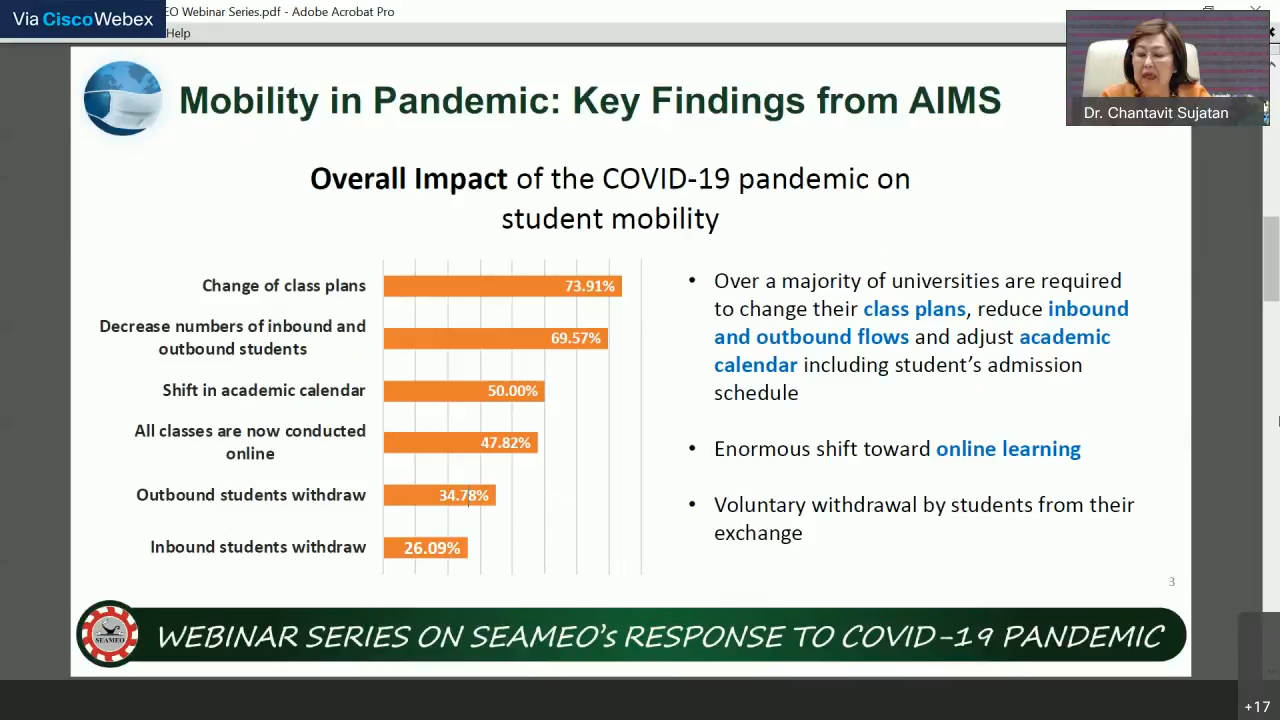 Via CiscoWebex
EO Webinar Series.pdf - Adobe Acrobat Pro
Help
Dr. Chantavit Sujatan
Mobility in Pandemic: Key Findings from AIMS
Overall Impact of the COVID-19 pandemic on
student mobility
Change of class plans
73.91%
Decrease numbers of inbound and
outbound students
69.57%
Shift in academic calendar
50.00%
All classes are now conducted
online
47.82%
Outbound students withdraw
34.78%
Inbound students withdraw
26.09%
• Over a majority of universities are required
to change their class plans, reduce inbound
and outbound flows and adjust academic
calendar including student’s admission
schedule
• Enormous shift toward online learning
• Voluntary withdrawal by students from their
exchange
3
SEAMEO
WEBINAR SERIES ON SEAMEO's RESPONSE TO COVID-19 PANDEMIC
+17